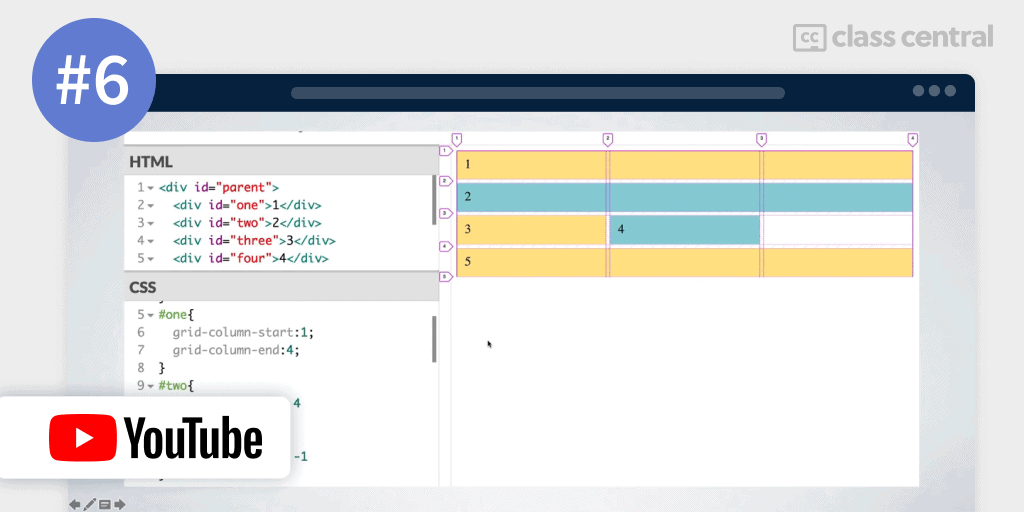 #6
cc class central
HTML
1 <div id="parent">
2 <div id="one">1</div>
3 <div id="two">2</div>
4 <div id="three">3</div>
5 <div id="four">4</div>
CSS
5 #one{
6 grid-column-start:1;
7 grid-column-end:4;
8 }
9 #two{
4
-1
YouTube
1 2 3 4
1
1
2
2
3
3 4
4
5
5